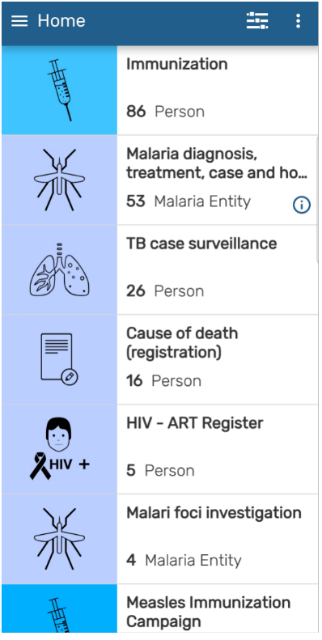 Home
Immunization
86 Person
Malaria diagnosis,
treatment, case and ho...
53 Malaria Entity
TB case surveillance
26 Person
Cause of death
(registration)
16 Person
HIV - ART Register
HIV +
5 Person
Malari foci investigation
4 Malaria Entity
Measles Immunization
Campaign